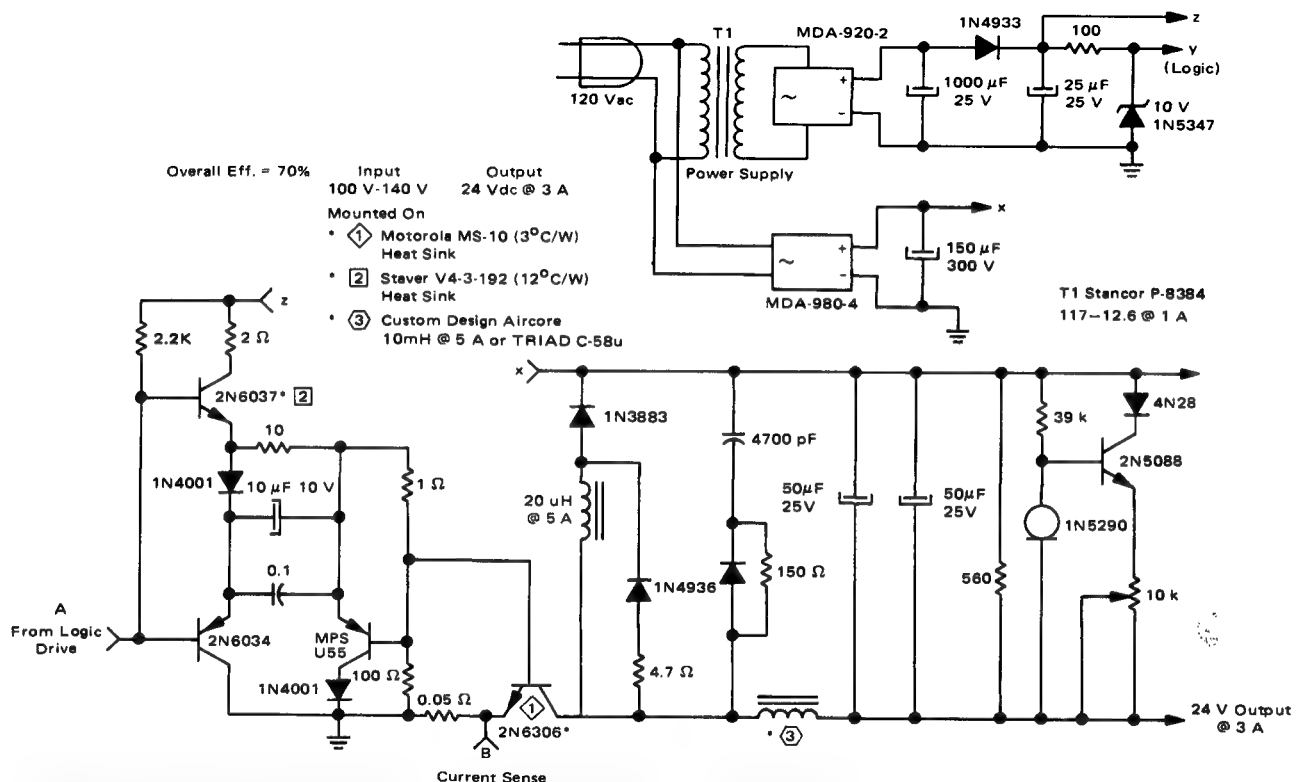 T1
MDA-920-2
1N4933
z
100
y
(Logic)
120 Vac
~
+
-
1000 µF
25 V
25 µF
25 V
10 V
1N5347
Power Supply
Overall Eff. = 70%
Input
100 V-140 V
Output
24 Vdc @ 3 A
Mounted On
* 1 Motorola MS-10 (3°C/W)
Heat Sink
* 2 Staver V4-3-192 (12°C/W)
Heat Sink
* 3 Custom Design Aircore
10mH @ 5 A or TRIAD C-58u
x
~
+
-
150 µF
300 V
MDA-980-4
T1 Stancor P-8384
117–12.6 @ 1 A
z
2.2K
2 Ω
2N6037* 2
10
1N4001
10 µF 10 V
1 Ω
0.1
A
From Logic
Drive
2N6034
MPS
U55
1N4001
100 Ω
0.05 Ω
B
Current Sense
1
2N6306*
x
1N3883
20 uH
@ 5 A
1N4936
4.7 Ω
4700 pF
150 Ω
* 3
50µF
25V
50µF
25V
560
39 k
4N28
2N5088
1N5290
10 k
24 V Output
@ 3 A